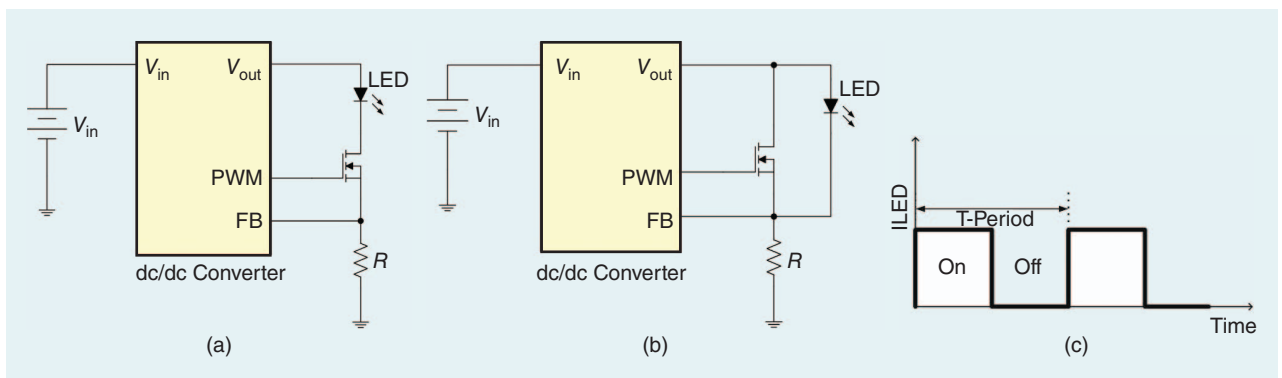 Vin
Vout
LED
Vin
PWM
FB
R
dc/dc Converter
(a)
Vin
Vout
LED
Vin
PWM
FB
R
dc/dc Converter
(b)
ILED
T-Period
On
Off
Time
(c)